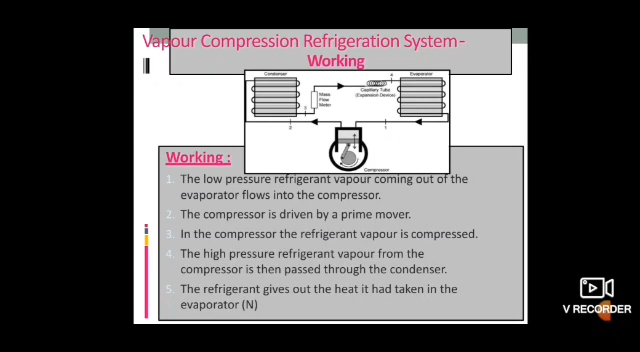 Vapour Compression Refrigeration System-
Working
Condenser
Evaporator
4
Capillary Tube
(Expansion Device)
Mass
Flow
Meter
3
2
1
Compressor
Working :
1. The low pressure refrigerant vapour coming out of the
evaporator flows into the compressor.
2. The compressor is driven by a prime mover.
3. In the compressor the refrigerant vapour is compressed.
4. The high pressure refrigerant vapour from the
compressor is then passed through the condenser.
5. The refrigerant gives out the heat it had taken in the
evaporator (N)
V RECORDER